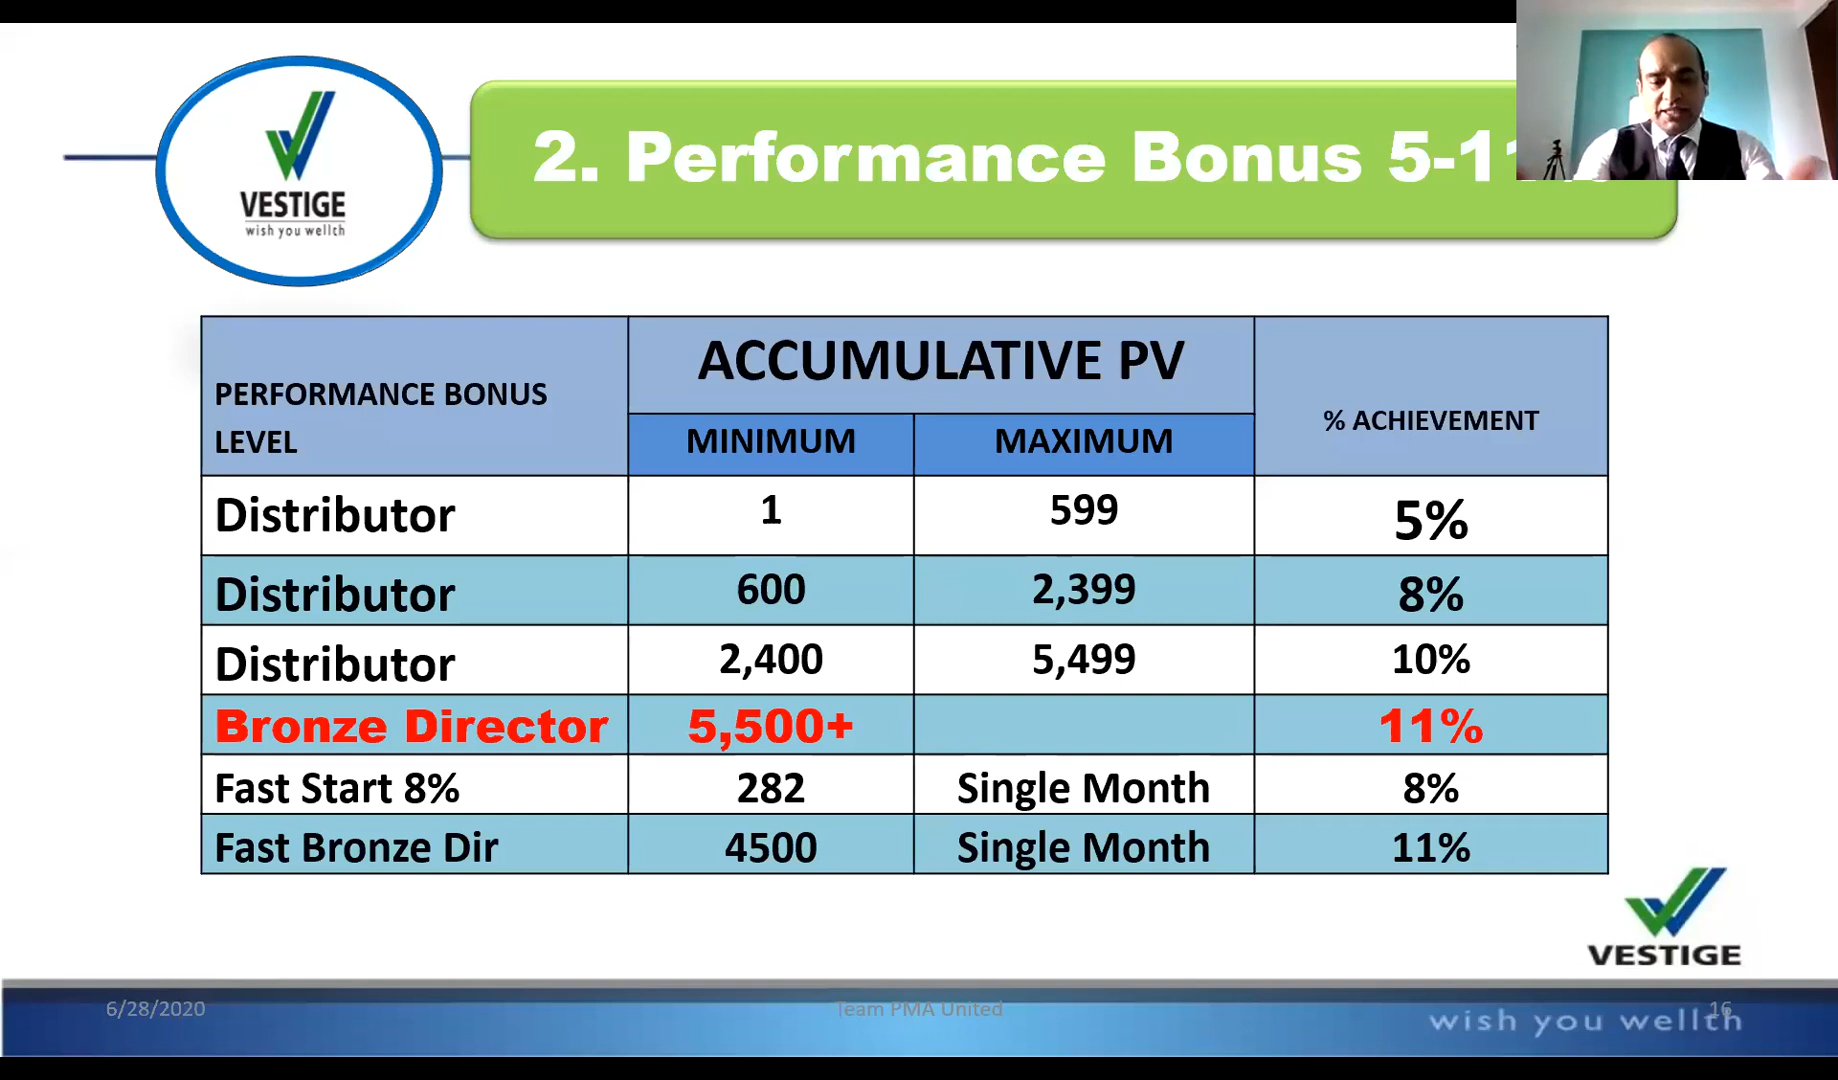 VESTIGE
wish you wellth
2. Performance Bonus 5-11%
PERFORMANCE BONUS LEVEL
ACCUMULATIVE PV
% ACHIEVEMENT
MINIMUM
MAXIMUM
Distributor 1 599 5%
Distributor 600 2,399 8%
Distributor 2,400 5,499 10%
Bronze Director 5,500+ 11%
Fast Start 8% 282 Single Month 8%
Fast Bronze Dir 4500 Single Month 11%
VESTIGE
6/28/2020 Team PMA United 16
wish you wellth